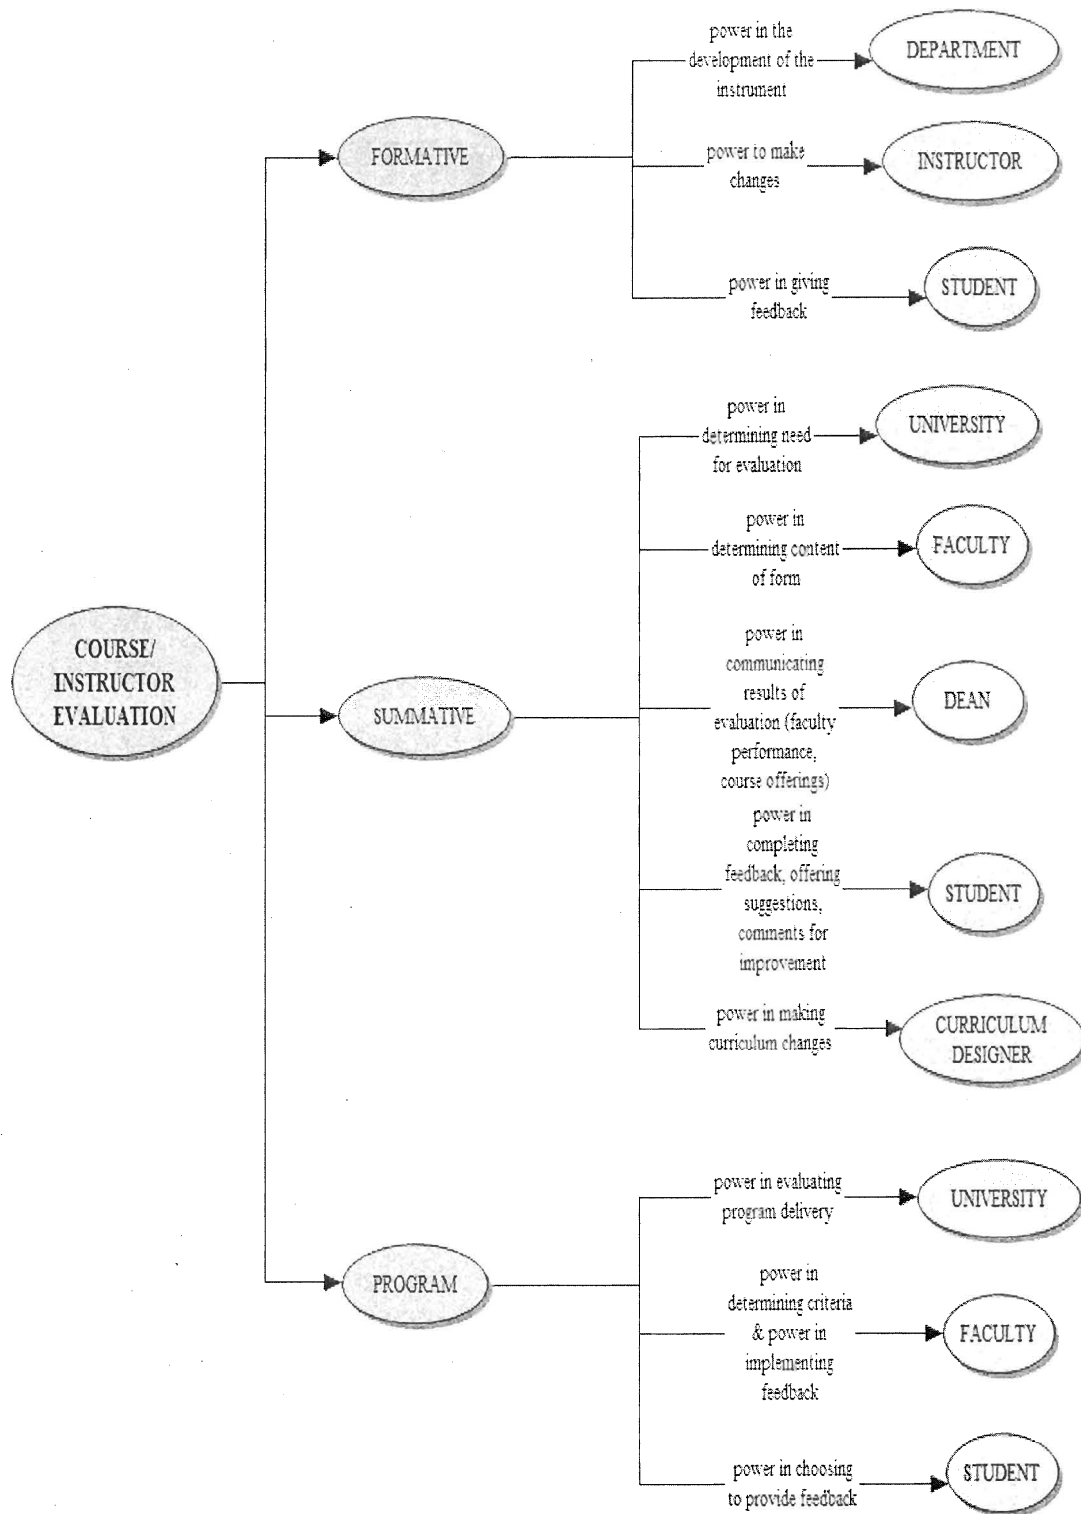 COURSE/
INSTRUCTOR
EVALUATION
FORMATIVE
power in the
development of the
instrument
DEPARTMENT
power to make
changes
INSTRUCTOR
power in giving
feedback
STUDENT
SUMMATIVE
power in
determining need
for evaluation
UNIVERSITY
power in
determining content
of form
FACULTY
power in
communicating
results of
evaluation (faculty
performance,
course offerings)
DEAN
power in
completing
feedback, offering
suggestions,
comments for
improvement
STUDENT
power in making
curriculum changes
CURRICULUM
DESIGNER
PROGRAM
power in evaluating
program delivery
UNIVERSITY
power in
determining criteria
& power in
implementing
feedback
FACULTY
power in choosing
to provide feedback
STUDENT